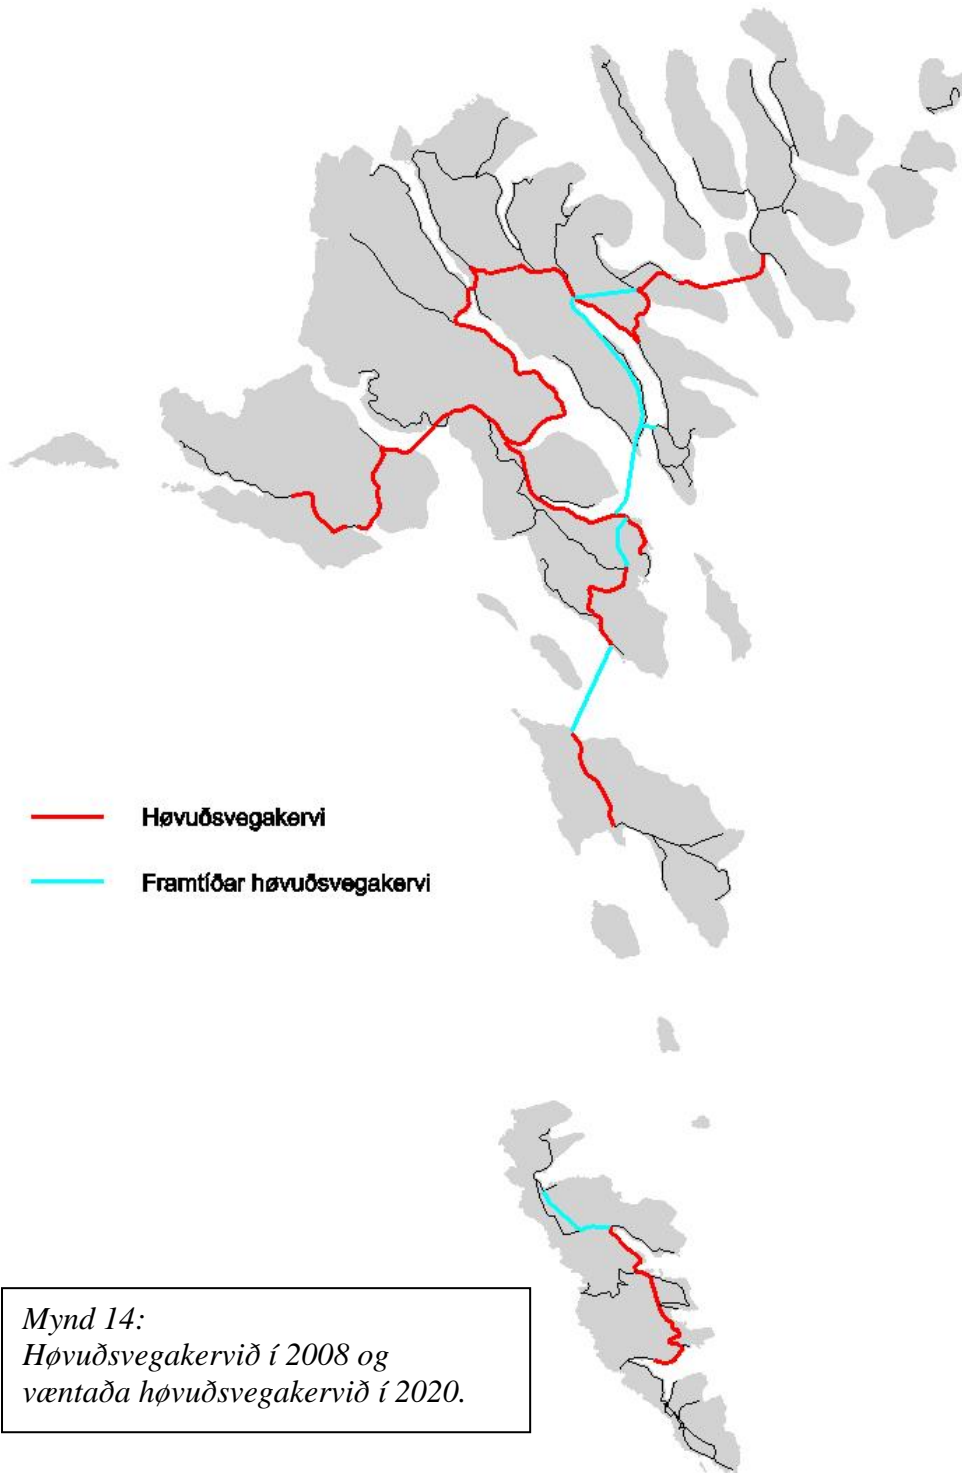 Høvuðsvegakervi
Framtíðar høvuðsvegakervi
Mynd 14:
Høvuðsvegakervið í 2008 og
væntaða høvuðsvegakervið í 2020.